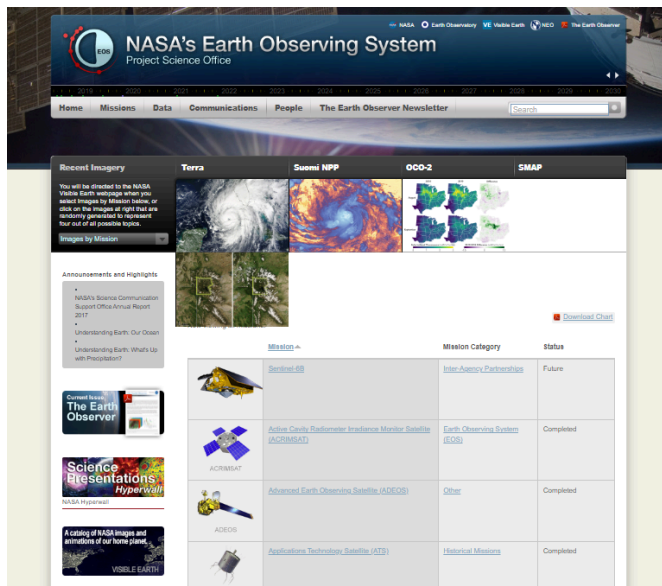 NASA Earth Observatory VE Visible Earth NEO The Earth Observer
EOS
NASA's Earth Observing System
Project Science Office
2019 2020 2021 2022 2023 2024 2025 2026 2027 2028 2029 2030
Home Missions Data Communications People The Earth Observer Newsletter Search
Recent Imagery Terra Suomi NPP OCO-2 SMAP
You will be directed to the NASA
Visible Earth webpage when you
select Images by Mission below, or
click on the images at right that are
randomly generated to represent
four out of all possible topics.
Images by Mission
Announcements and Highlights
NASA's Science Communication
Support Office Annual Report
2017
Understanding Earth: Our Ocean
Understanding Earth: What's Up
with Precipitation?
Download Chart
Mission Mission Category Status
Sentinel-6B Inter-Agency Partnerships Future
Current Issue
The Earth
Observer
Active Cavity Radiometer Irradiance Monitor Satellite
(ACRIMSAT)
Earth Observing System
(EOS)
Completed
ACRIMSAT
Science
Presentations
Hyperwall
NASA Hyperwall
Advanced Earth Observing Satellite (ADEOS) Other Completed
ADEOS
A catalog of NASA images and
animations of our home planet
VISIBLE EARTH
Applications Technology Satellite (ATS) Historical Missions Completed